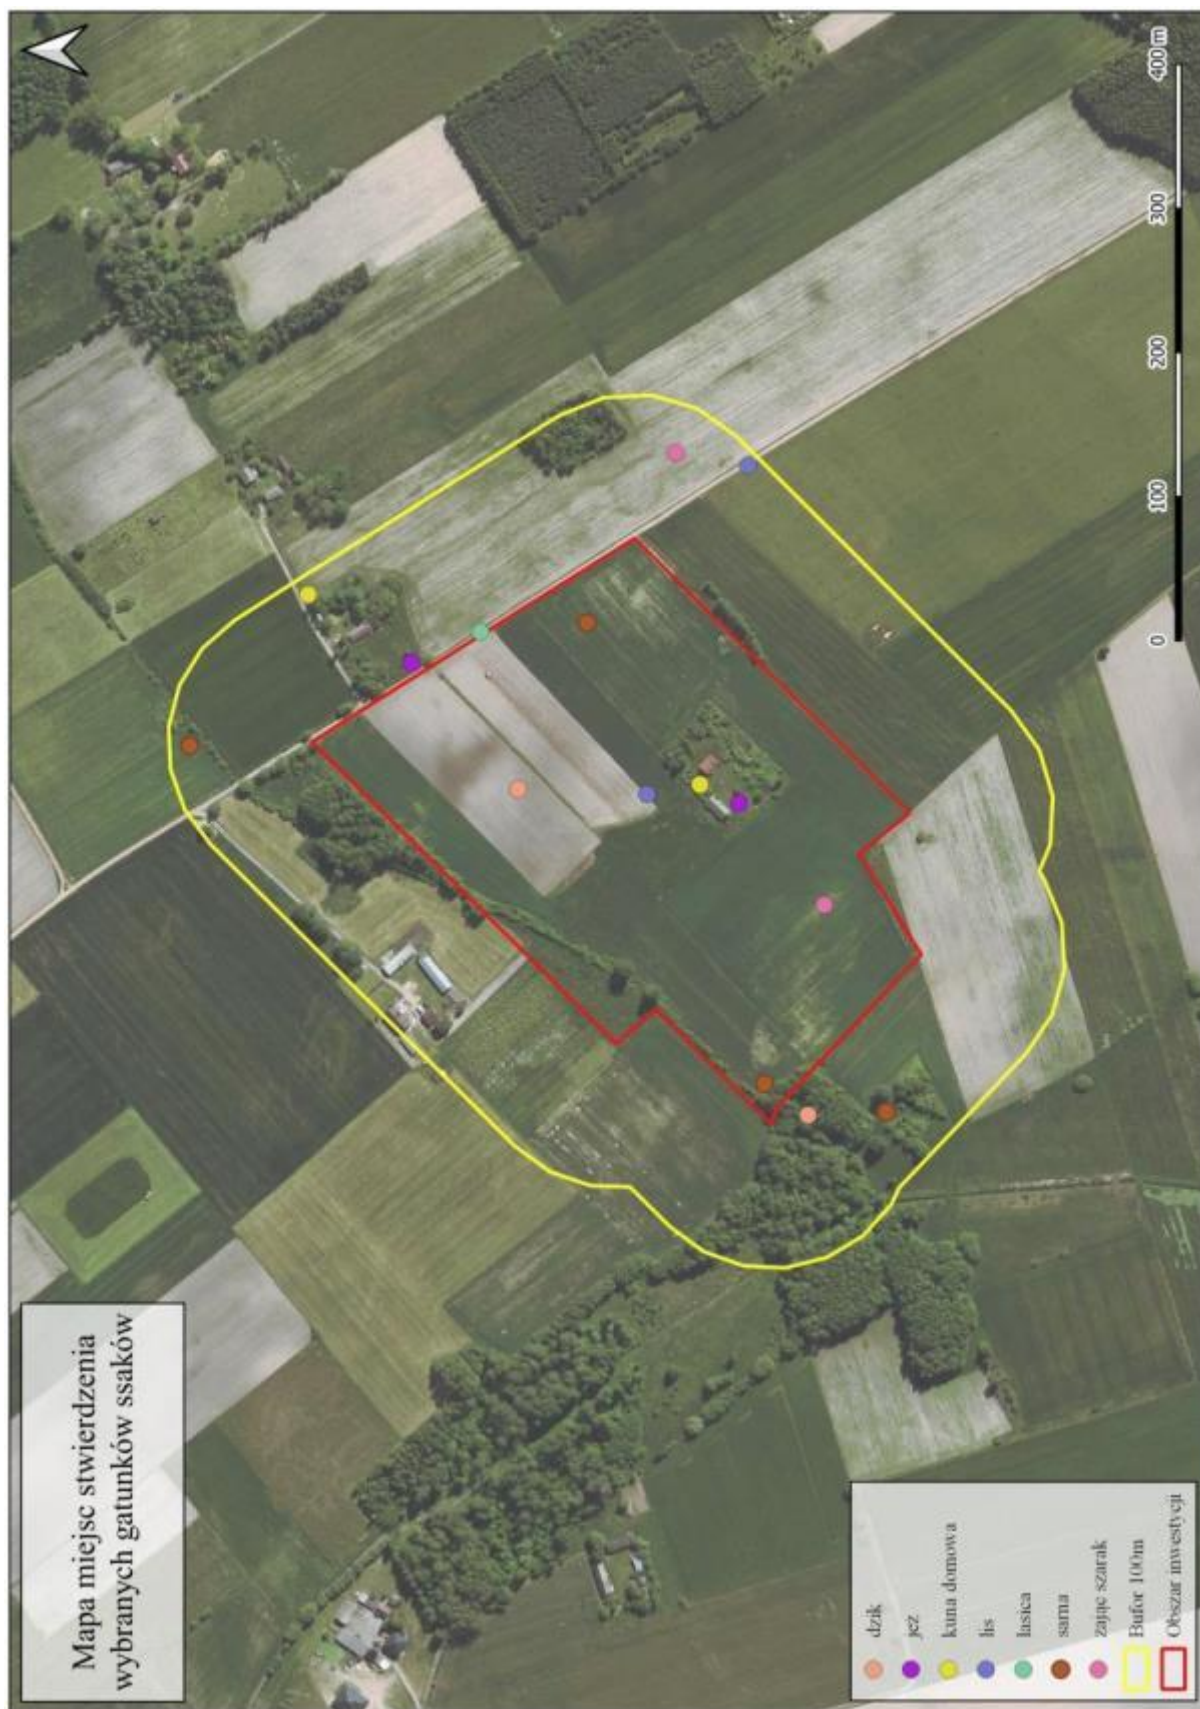 Mapa miejsc stwierdzenia
wybranych gatunków ssaków
dzik
jeż
kuna domowa
lis
łasica
sarna
zając szarak
Bufor 100m
Obszar inwestycji
0 100 200 300 400 m